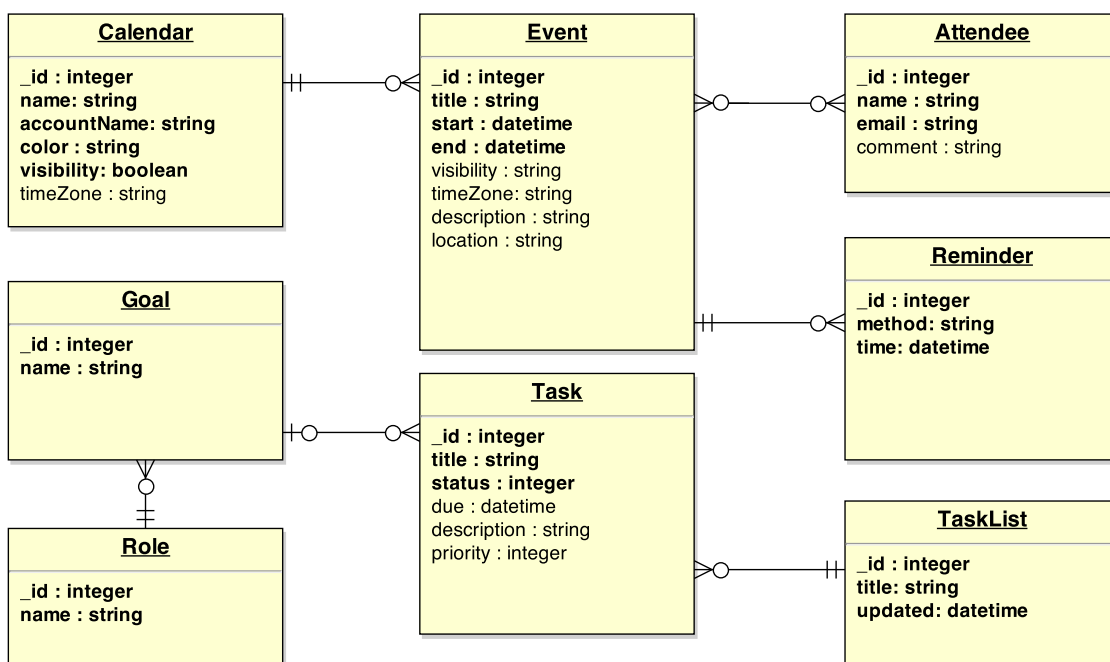 Calendar
_id : integer
name: string
accountName: string
color : string
visibility: boolean
timeZone : string
Event
_id : integer
title : string
start : datetime
end : datetime
visibility : string
timeZone: string
description : string
location : string
Attendee
_id : integer
name : string
email : string
comment : string
Goal
_id : integer
name : string
Task
_id : integer
title : string
status : integer
due : datetime
description : string
priority : integer
Reminder
_id : integer
method: string
time: datetime
Role
_id : integer
name : string
TaskList
_id : integer
title: string
updated: datetime